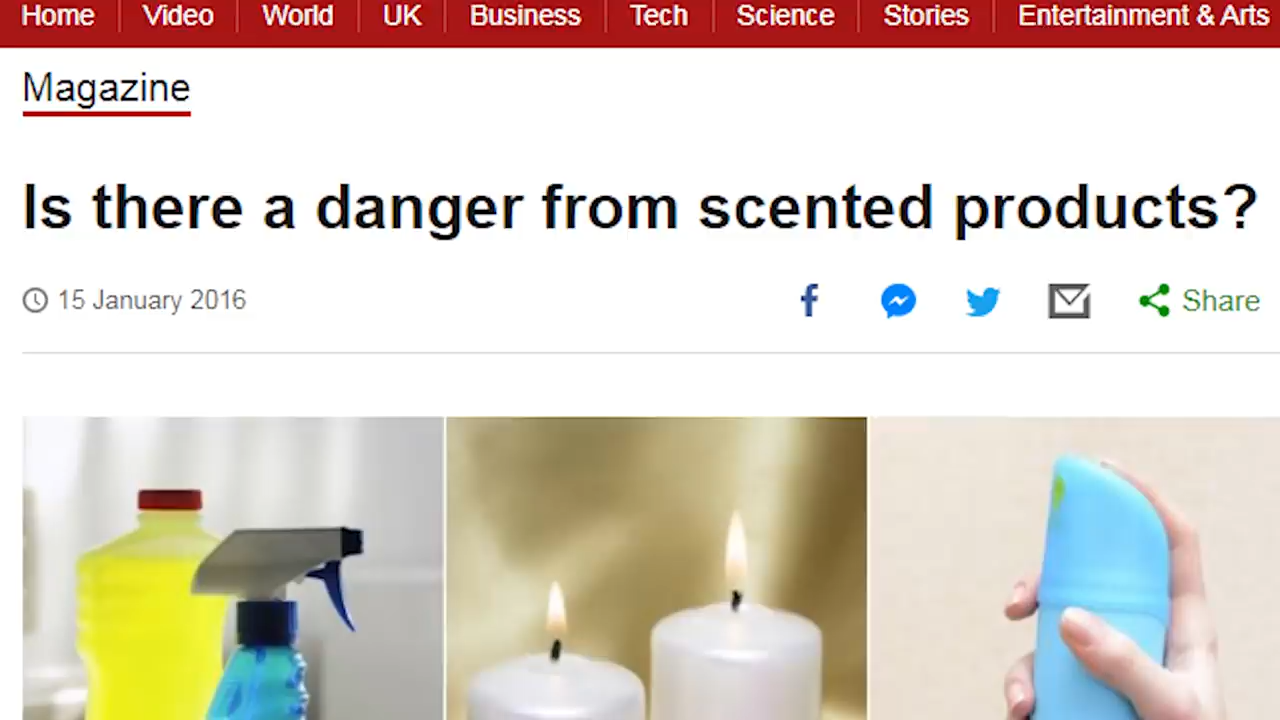 Home Video World UK Business Tech Science Stories Entertainment & Arts
Magazine
Is there a danger from scented products?
15 January 2016
Share